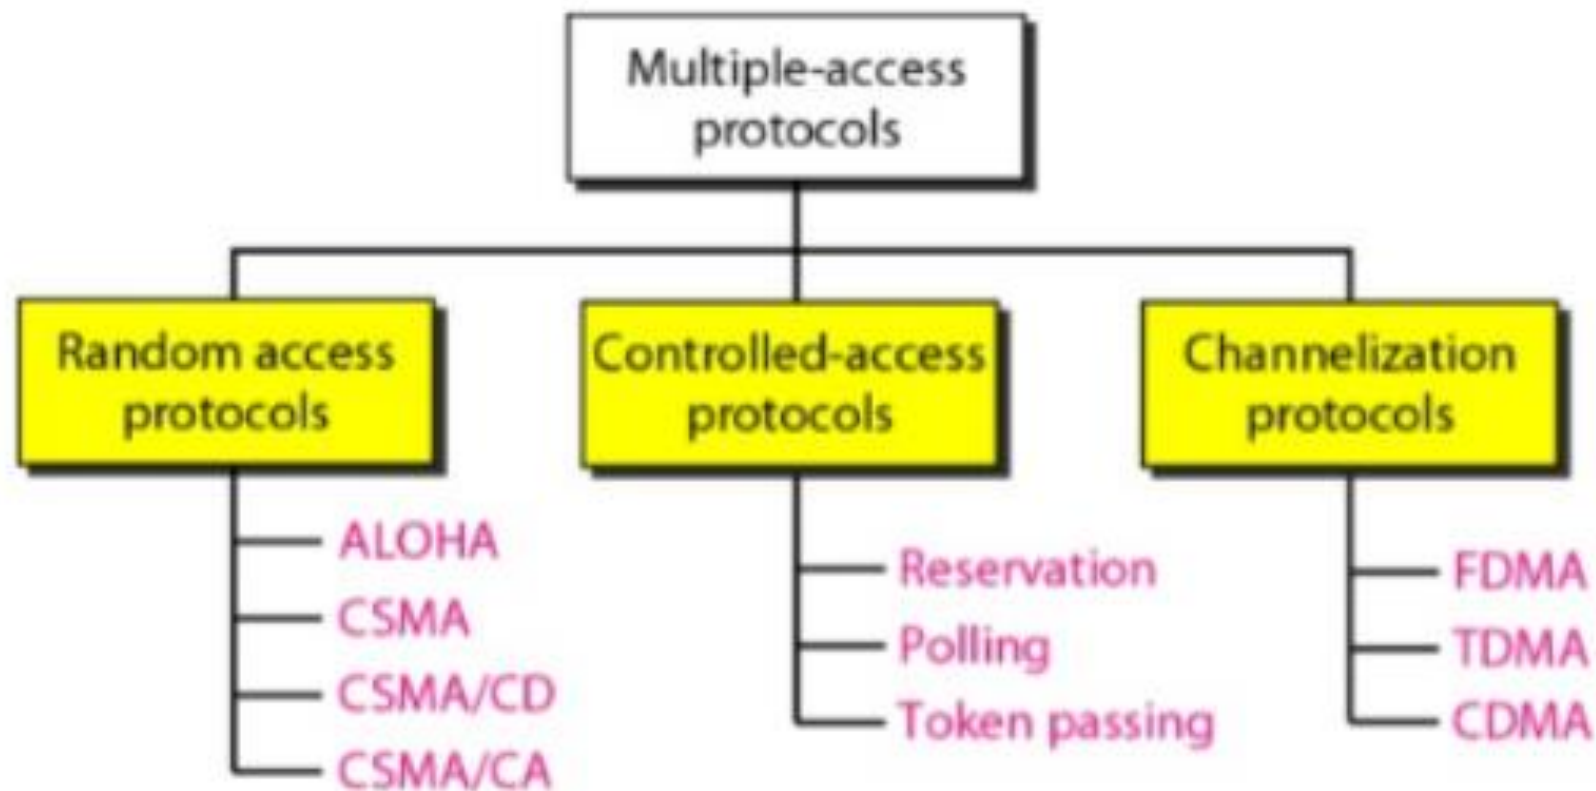 Multiple-access
protocols
Random access
protocols
Controlled-access
protocols
Channelization
protocols
ALOHA
CSMA
CSMA/CD
CSMA/CA
Reservation
Polling
Token passing
FDMA
TDMA
CDMA